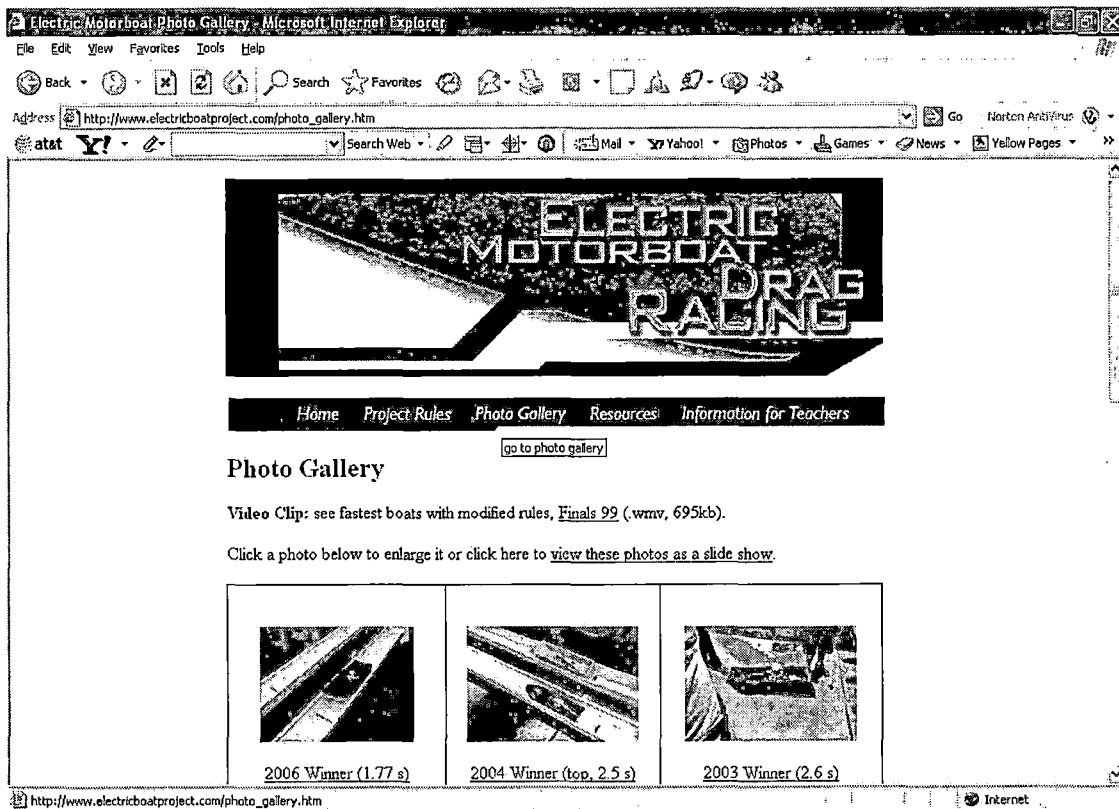 Electric Motorboat Photo Gallery - Microsoft Internet Explorer
File Edit View Favorites Tools Help
Back Search Favorites
Address http://www.electricboatproject.com/photo_gallery.htm Go Norton AntiVirus
at&t Y! Search Web Mail Yahoo! Photos Games News Yellow Pages »
ELECTRIC
MOTORBOAT
DRAG
RACING
Home Project Rules Photo Gallery Resources Information for Teachers
go to photo gallery
Photo Gallery
Video Clip: see fastest boats with modified rules, Finals 99 (.wmv, 695kb).
Click a photo below to enlarge it or click here to view these photos as a slide show.
2006 Winner (1.77 s) 2004 Winner (top, 2.5 s) 2003 Winner (2.6 s)
http://www.electricboatproject.com/photo_gallery.htm Internet